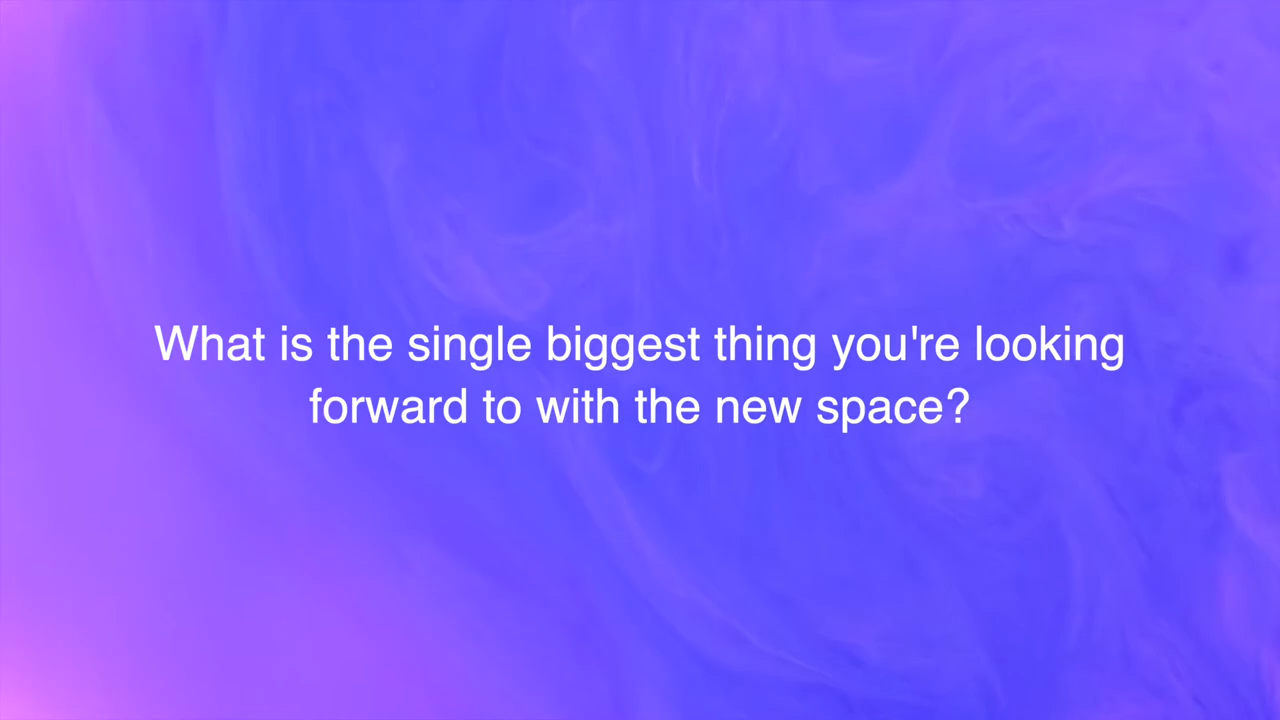 What is the single biggest thing you're looking
forward to with the new space?